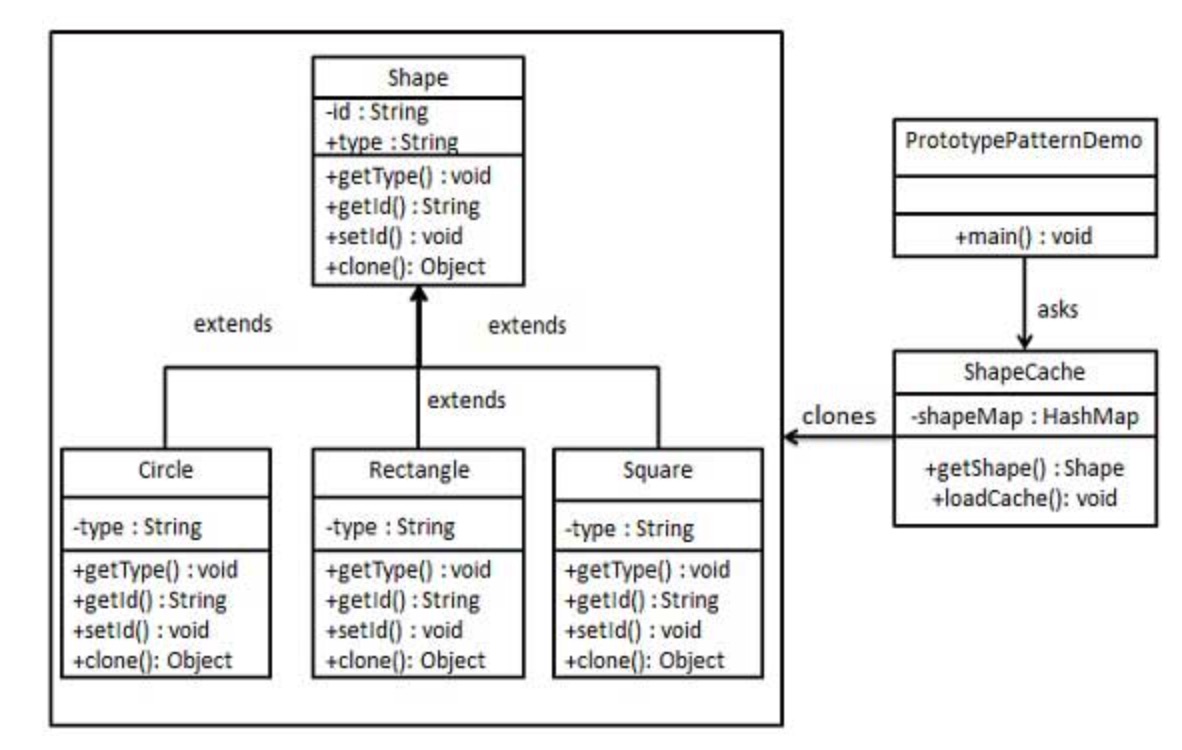 Shape
-id : String
+type : String
+getType() : void
+getId() : String
+setId() : void
+clone(): Object
extends
extends
extends
Circle
-type : String
+getType() : void
+getId() : String
+setId() : void
+clone(): Object
Rectangle
-type : String
+getType() : void
+getId() : String
+setId() : void
+clone(): Object
Square
-type : String
+getType() : void
+getId() : String
+setId() : void
+clone(): Object
PrototypePatternDemo
+main() : void
asks
ShapeCache
-shapeMap : HashMap
+getShape() : Shape
+loadCache(): void
clones